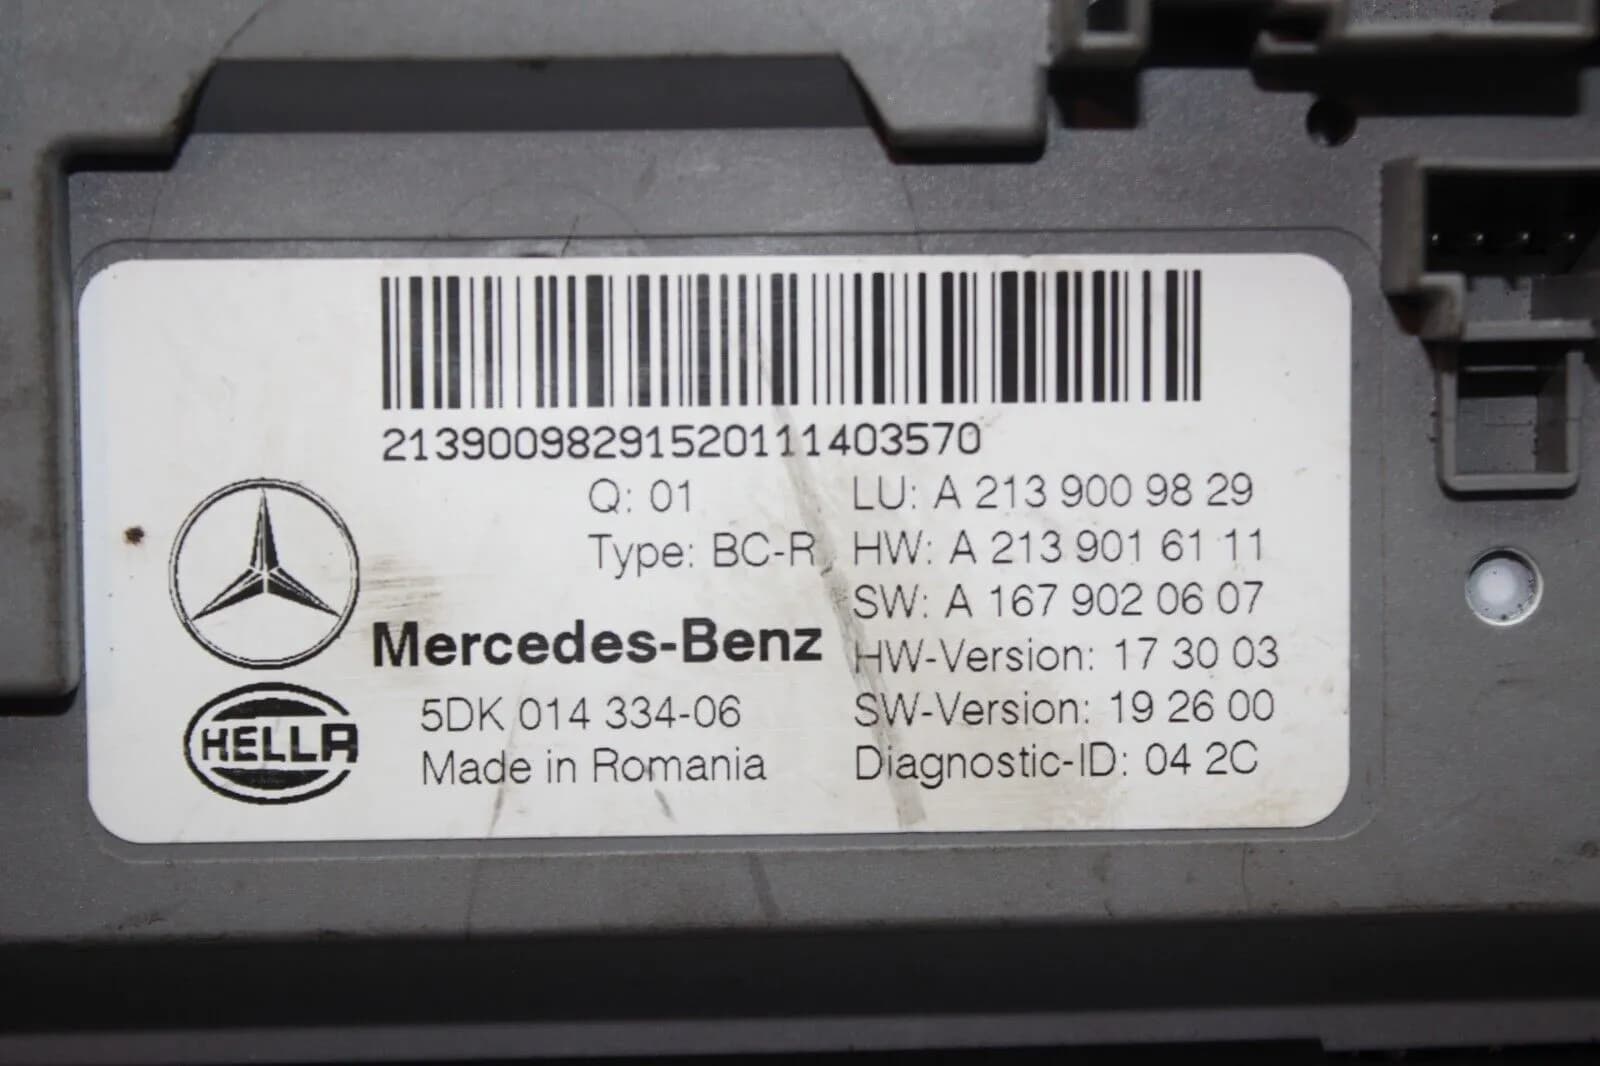 21390098291520111403570
Q: 01
Type: BC-R
Mercedes-Benz
HELLA
5DK 014 334-06
Made in Romania
LU: A 213 900 98 29
HW: A 213 901 61 11
SW: A 167 902 06 07
HW-Version: 17 30 03
SW-Version: 19 26 00
Diagnostic-ID: 04 2C